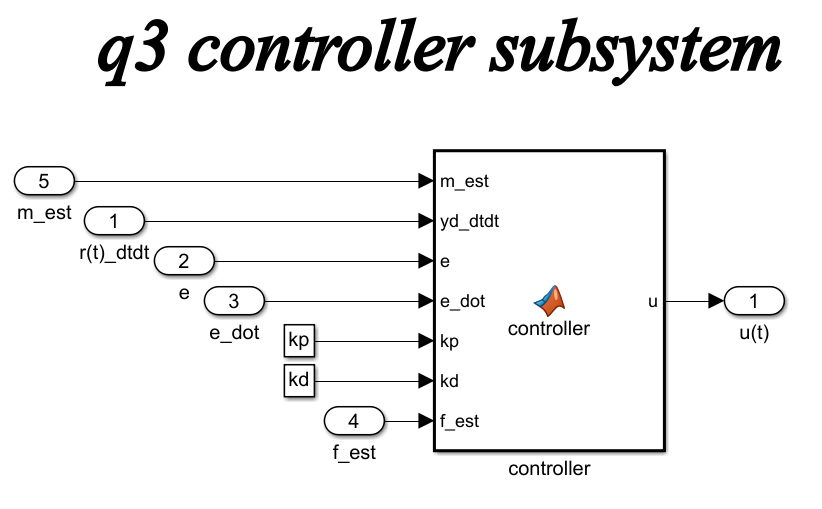 q3 controller subsystem
5
m_est
m_est
1
r(t)_dtdt
yd_dtdt
2
e
e
3
e_dot
e_dot
kp
kp
kd
kd
4
f_est
f_est
controller
u
1
u(t)
controller